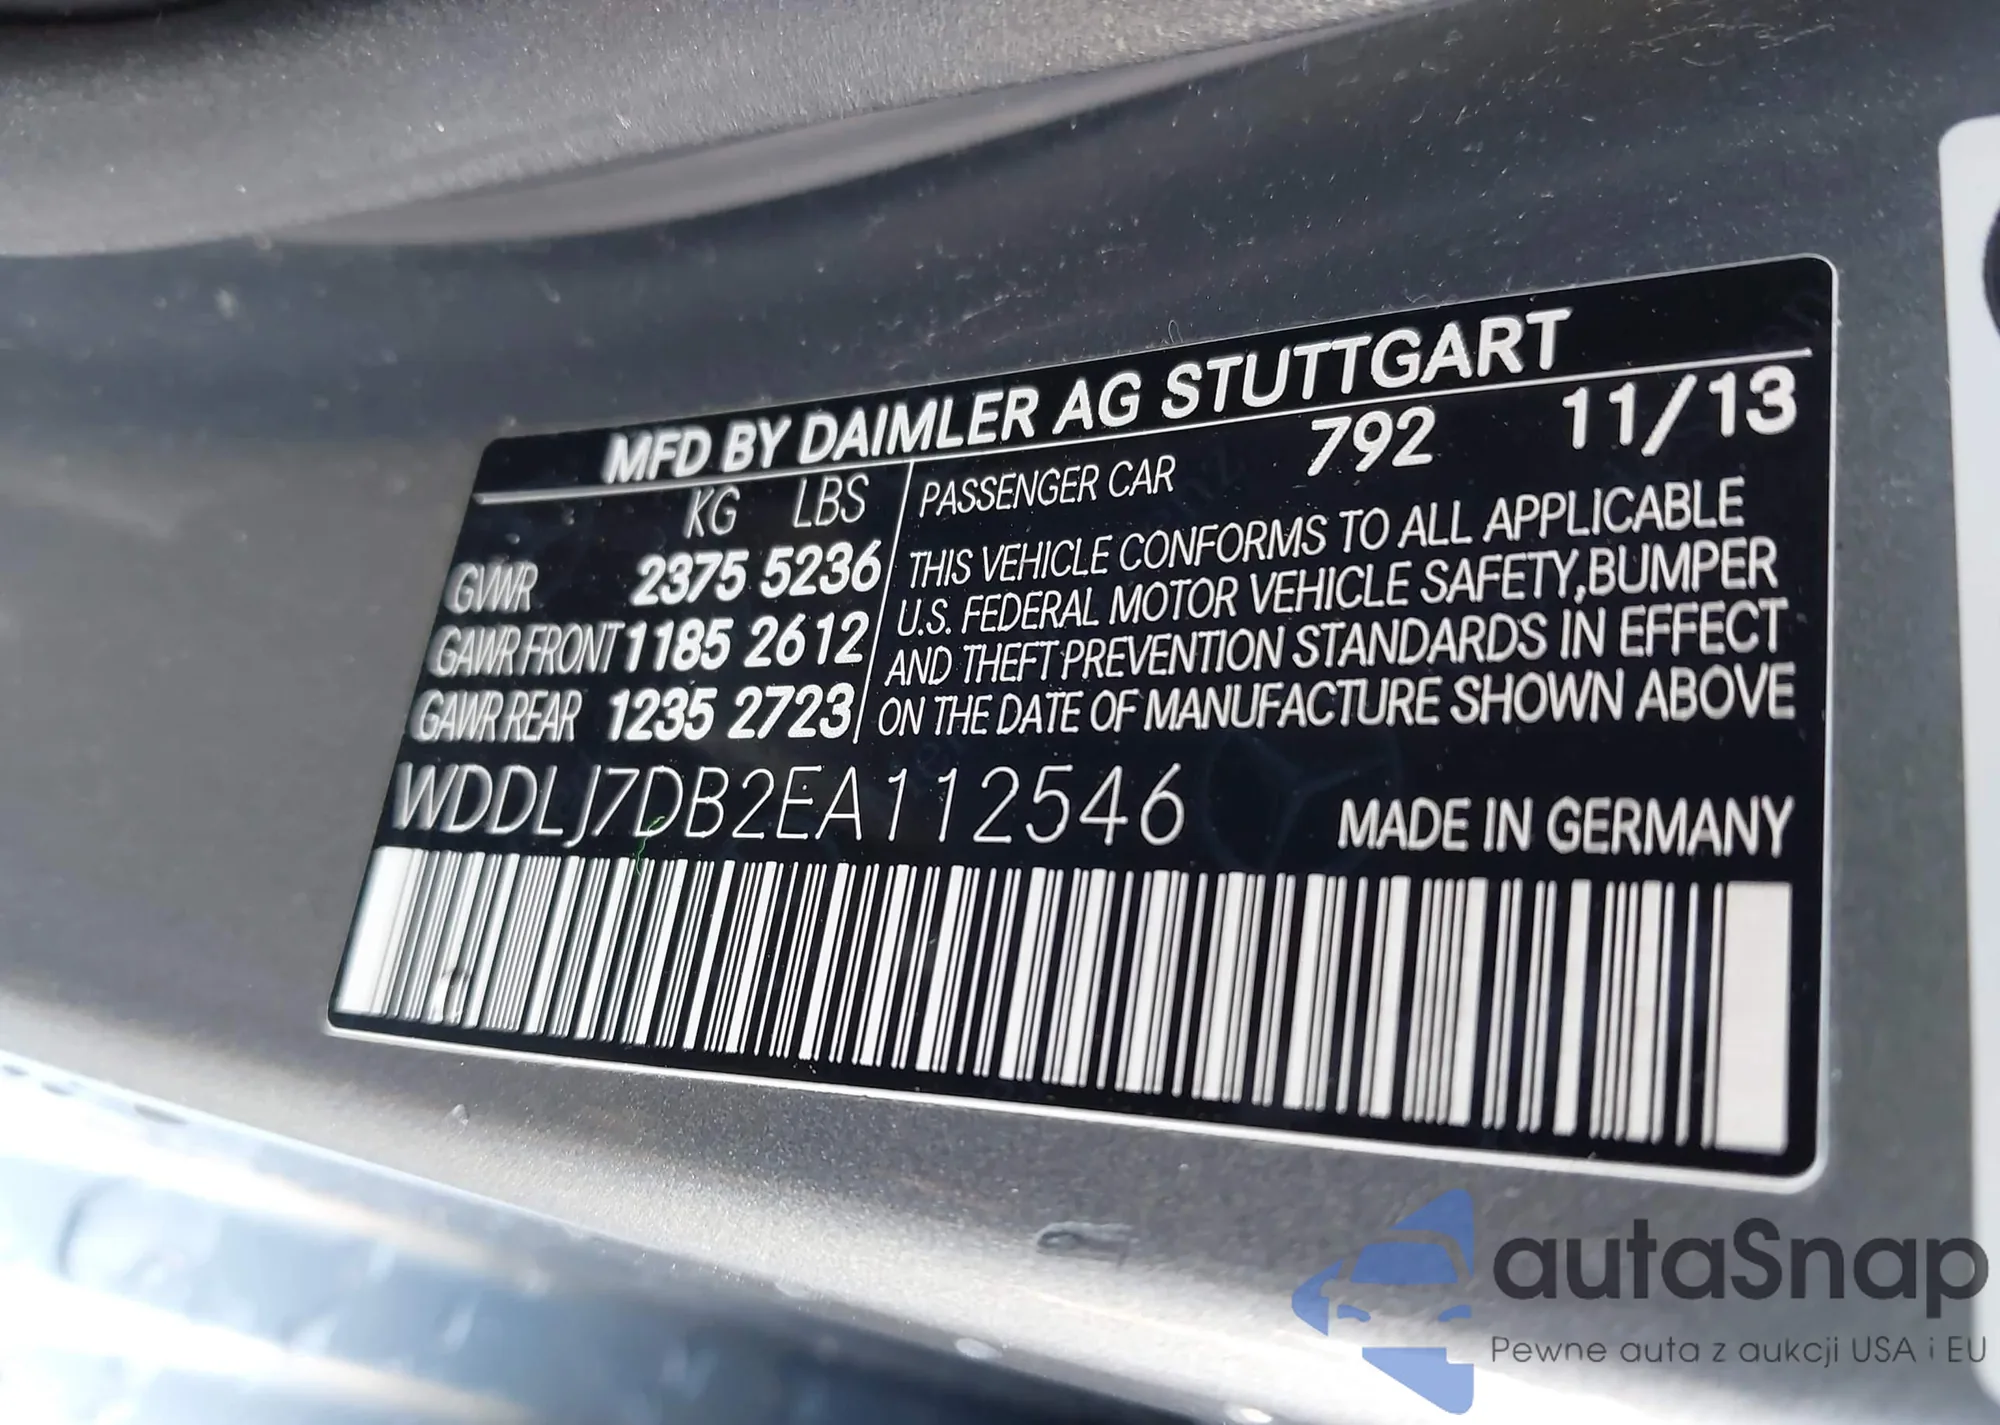 MFD BY DAIMLER AG STUTTGART
KG LBS
GVWR 2375 5236
GAWR FRONT 1185 2612
GAWR REAR 1235 2723
PASSENGER CAR 792 11/13
THIS VEHICLE CONFORMS TO ALL APPLICABLE
U.S. FEDERAL MOTOR VEHICLE SAFETY,BUMPER
AND THEFT PREVENTION STANDARDS IN EFFECT
ON THE DATE OF MANUFACTURE SHOWN ABOVE
WDDLJ7DB2EA112546 MADE IN GERMANY
autaSnap
Pewne auta z aukcji USA i EU